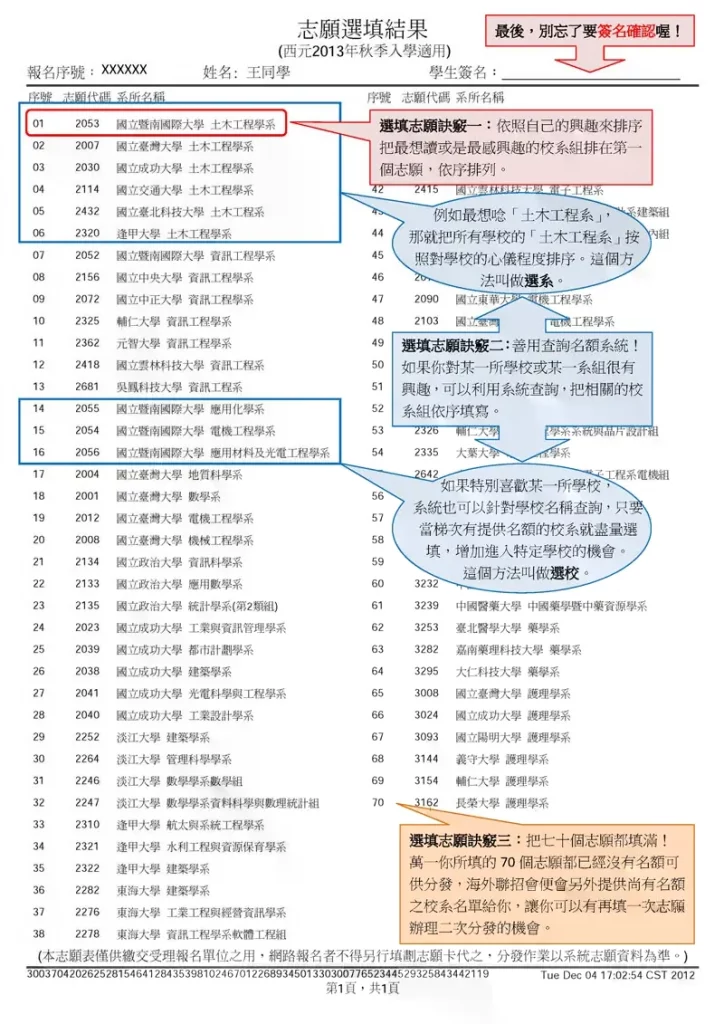 志願選填結果
(西元2013年秋季入學適用)
最後，別忘了要簽名確認喔！
報名序號： XXXXXX 姓名: 王同學 學生簽名：
序號 志願代碼 系所名稱
01 2053 國立暨南國際大學 土木工程學系
02 2007 國立臺灣大學 土木工程學系
03 2030 國立成功大學 土木工程學系
04 2114 國立交通大學 土木工程學系
05 2432 國立臺北科技大學 土木工程系
06 2320 逢甲大學 土木工程學系
07 2052 國立暨南國際大學 資訊工程學系
08 2156 國立中央大學 資訊工程學系
09 2072 國立中正大學 資訊工程學系
10 2325 輔仁大學 資訊工程學系
11 2362 元智大學 資訊工程學系
12 2418 國立雲林科技大學 資訊工程系
13 2681 吳鳳科技大學 資訊工程系
14 2055 國立暨南國際大學 應用化學系
15 2054 國立暨南國際大學 電機工程學系
16 2056 國立暨南國際大學 應用材料及光電工程學系
17 2004 國立臺灣大學 地質科學系
18 2001 國立臺灣大學 數學系
19 2012 國立臺灣大學 電機工程學系
20 2008 國立臺灣大學 機械工程學系
21 2134 國立政治大學 資訊科學系
22 2133 國立政治大學 應用數學系
23 2135 國立政治大學 統計學系(第2類組)
24 2023 國立成功大學 工業與資訊管理學系
25 2039 國立成功大學 都市計劃學系
26 2038 國立成功大學 建築學系
27 2041 國立成功大學 光電科學與工程學系
28 2040 國立成功大學 工業設計學系
29 2252 淡江大學 建築學系
30 2264 淡江大學 管理科學學系
31 2246 淡江大學 數學學系數學組
32 2247 淡江大學 數學學系資料科學與數理統計組
33 2310 逢甲大學 航太與系統工程學系
34 2321 逢甲大學 水利工程與資源保育學系
35 2322 逢甲大學 建築學系
36 2282 東海大學 建築學系
37 2276 東海大學 工業工程與經營資訊學系
38 2278 東海大學 資訊工程學系軟體工程組
序號 志願代碼 系所名稱
選填志願訣竅一：依照自己的興趣來排序
把最想讀或是最感興趣的校系組排在第一
個志願，依序排列。
42 2415 國立雲林科技大學 電子工程系
系建築組
44
組
例如最想唸「土木工程系」，
那就把所有學校的「土木工程系」按
照對學校的心儀程度排序。這個方
法叫做選系。
45
46
47 2090 國立東華大學 電機工程學系
48 2103 電機工程學系
49
選填志願訣竅二：善用查詢名額系統！
如果你對某一所學校或某一系組很有
興趣，可以利用系統查詢，把相關的校
系組依序填寫。
50
51
52
53 2326 輔仁大 學系系統與晶片設計組
54 2335 大葉大 學系
2642 子工程系電機組
如果特別喜歡某一所學校，
系統也可以針對學校名稱查詢，只要
當梯次有提供名額的校系就盡量選
填，增加進入特定學校的機會。
這個方法叫做選校。
56
57
58
59
60 3232
61 3239 中國醫藥大學 中國藥學暨中藥資源學系
62 3253 臺北醫學大學 藥學系
63 3282 嘉南藥理科技大學 藥學系
64 3295 大仁科技大學 藥學系
65 3008 國立臺灣大學 護理學系
66 3024 國立成功大學 護理學系
67 3093 國立陽明大學 護理學系
68 3144 義守大學 護理學系
69 3154 輔仁大學 護理學系
70 3162 長榮大學 護理學系
選填志願訣竅三：把七十個志願都填滿！
萬一你所填的 70 個志願都已經沒有名額可
供分發，海外聯招會便會另外提供尚有名額
之校系名單給你，讓你可以有再填一次志願
辦理二次分發的機會。
(本志願表僅供繳交受理報名單位之用，網路報名者不得另行填劃志願卡代之，分發作業以系統志願資料為準。)
Tue Dec 04 17:02:54 CST 2012
第1頁，共1頁